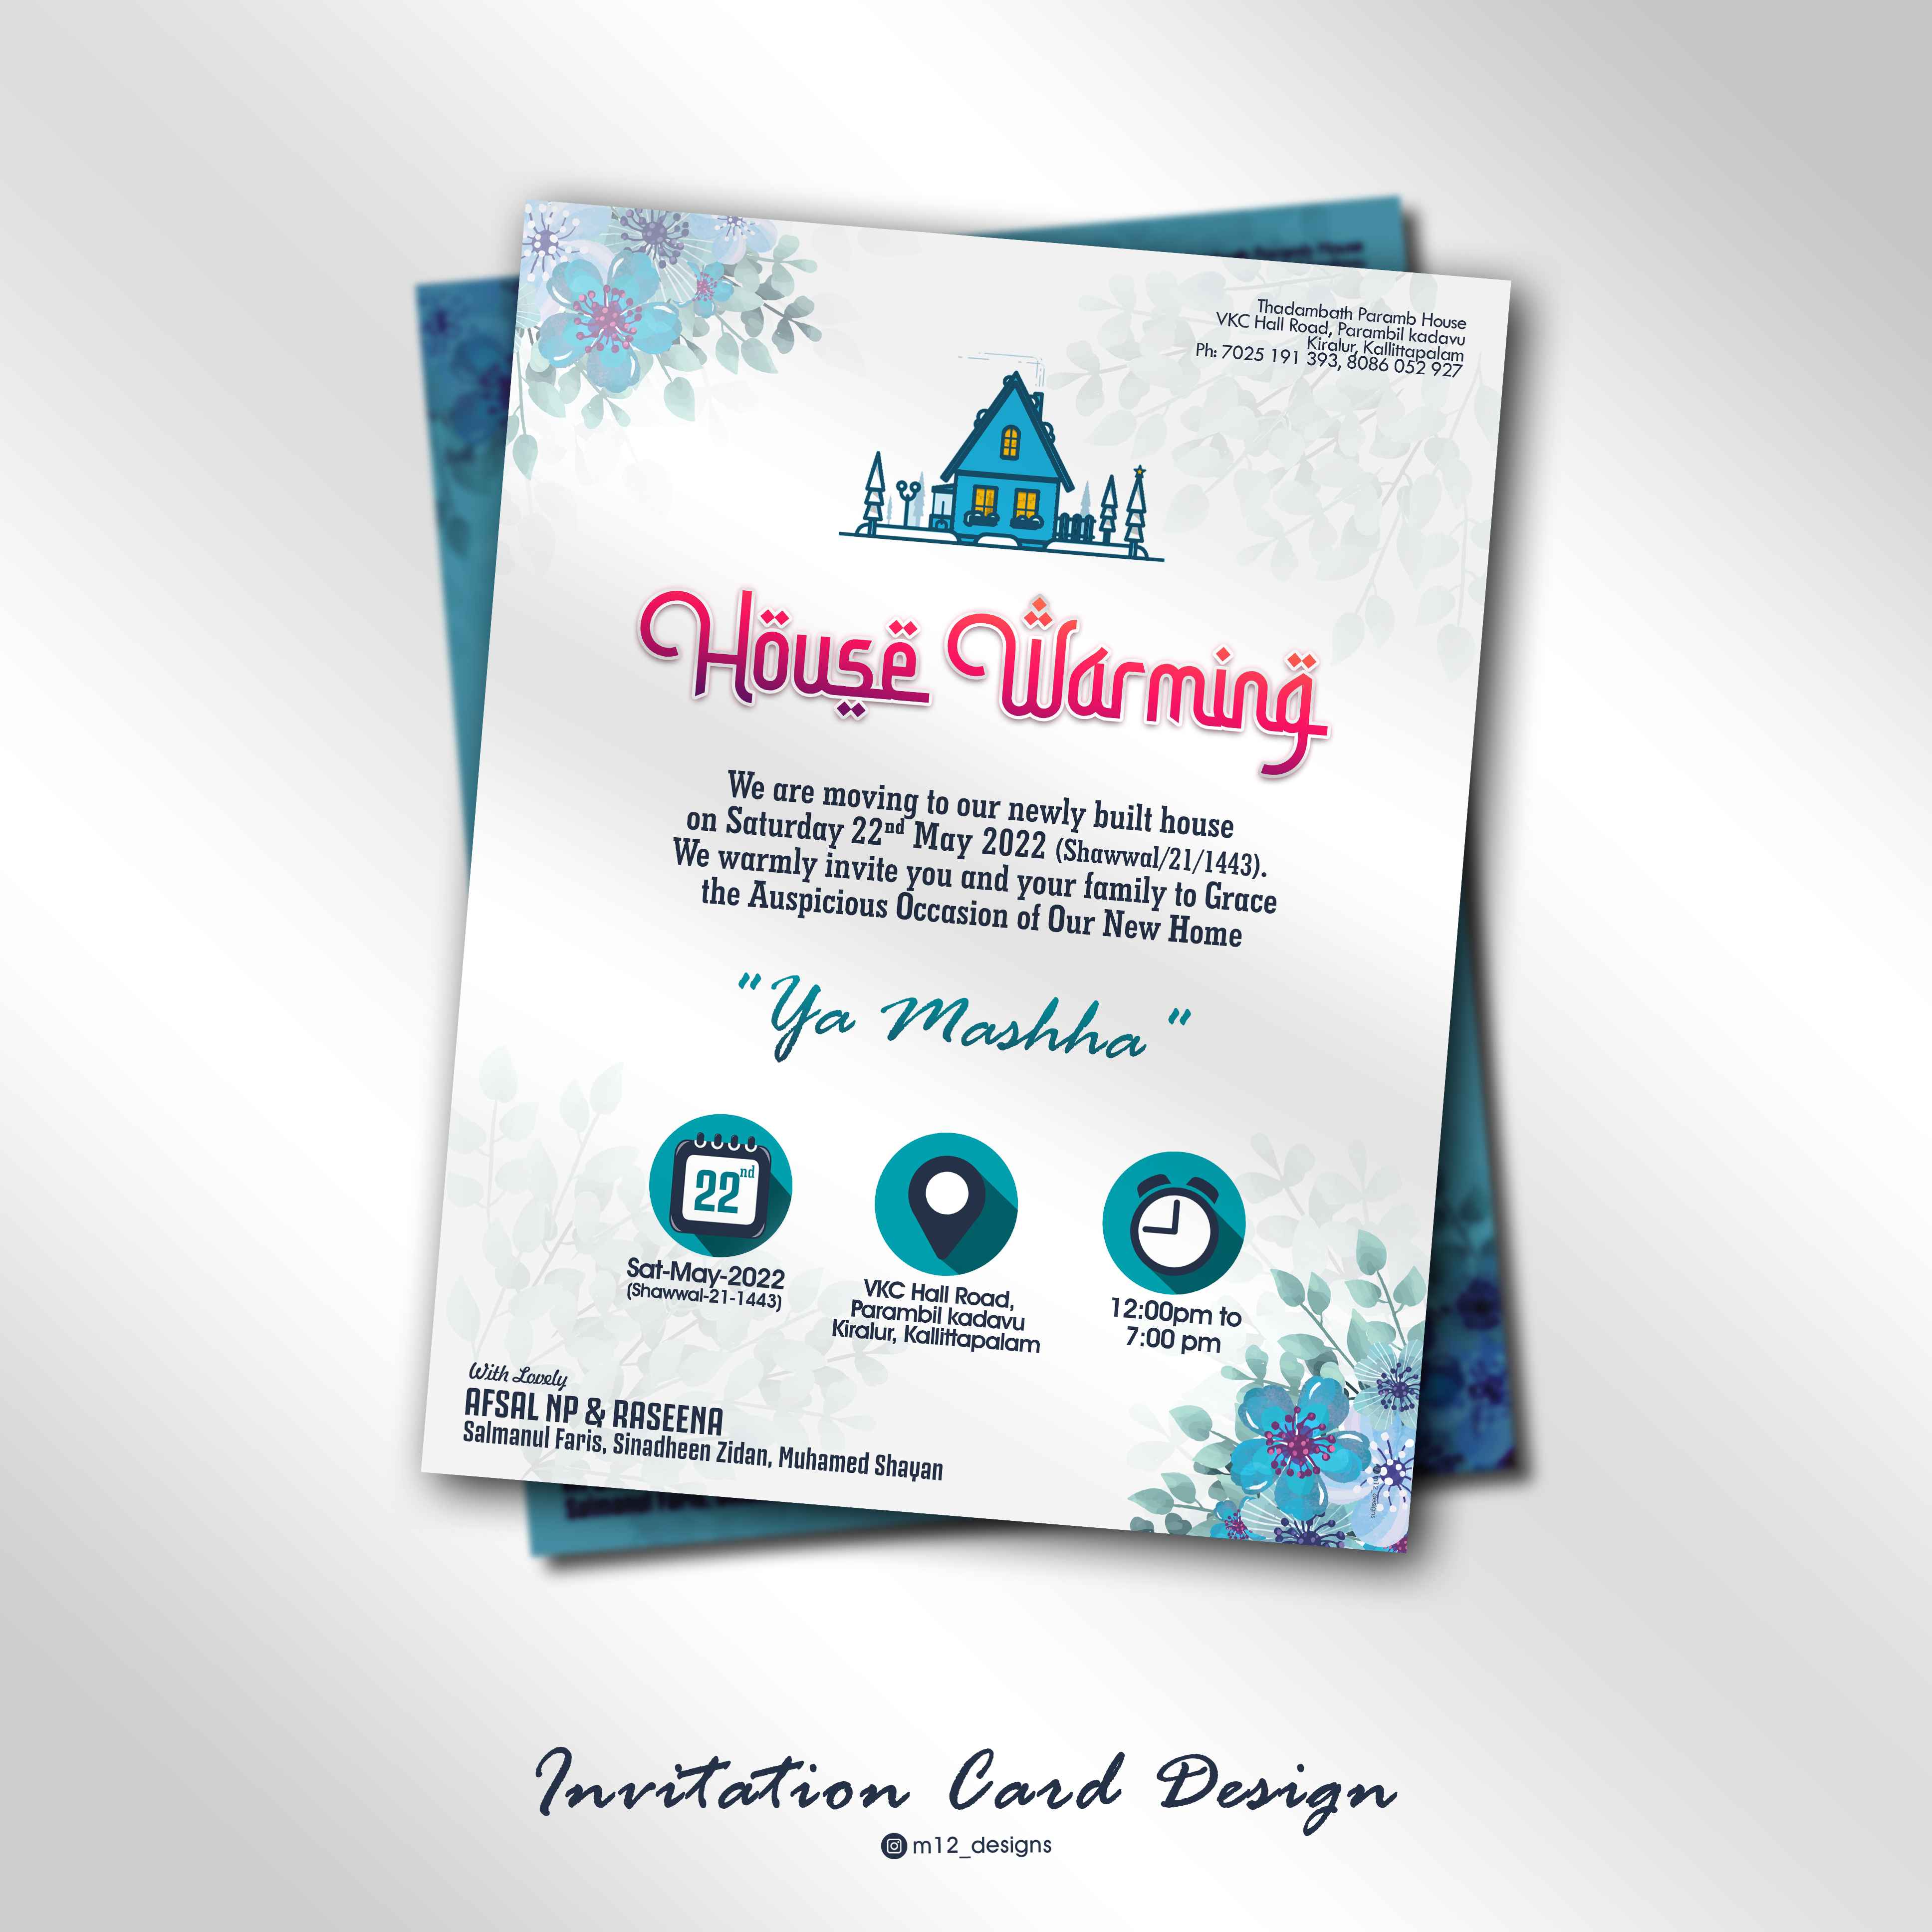 Thadambath Paramb House
VKC Hall Road, Parambil kadavu
Kiralur, Kallittapalam
Ph: 7025 191 393, 8086 052 927
House Warming
We are moving to our newly built house
on Saturday 22nd May 2022 (Shawwal/21/1443).
We warmly invite you and your family to Grace
the Auspicious Occasion of Our New Home
"Ya Mashha"
22nd
Sat-May-2022
(Shawwal-21-1443)
VKC Hall Road,
Parambil kadavu
Kiralur, Kallittapalam
12:00pm to
7:00 pm
With Lovely
AFSAL NP & RASEENA
Salmanul Faris, Sinadheen Zidan, Muhamed Shayan
m12_designs
Invitation Card Design
m12_designs